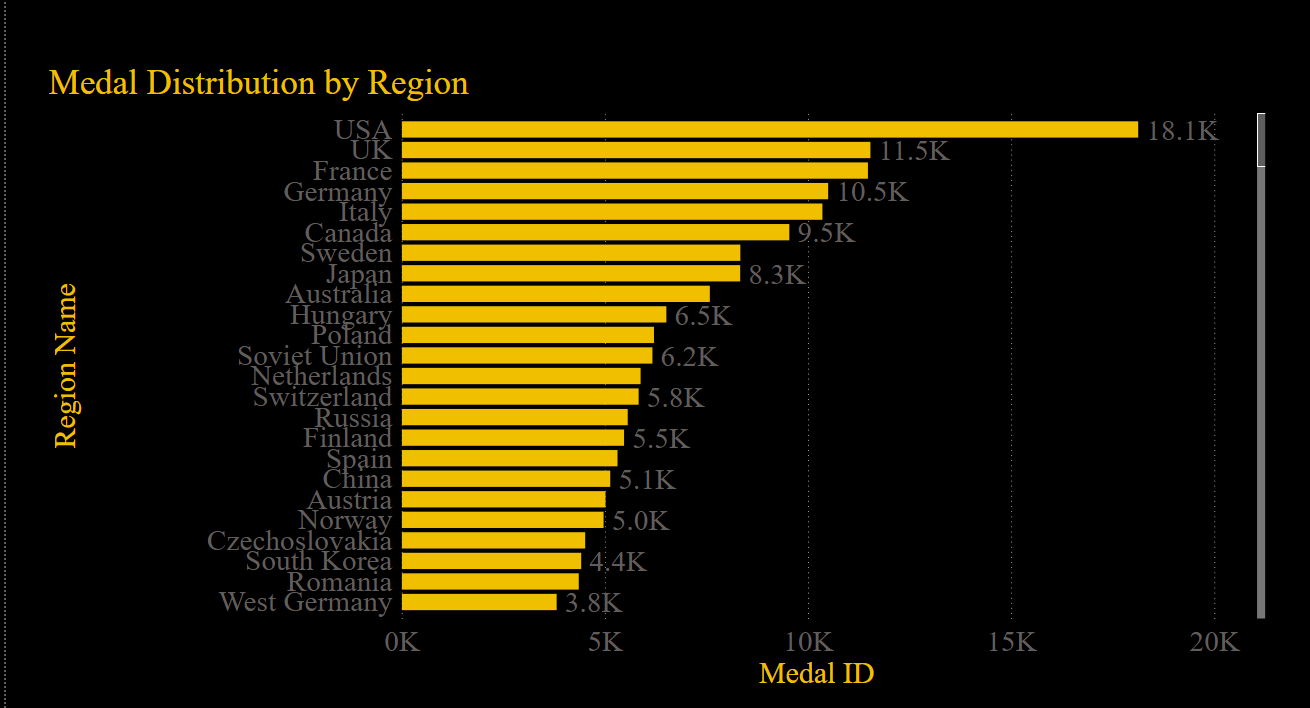 Medal Distribution by Region
USA 18.1K
UK 11.5K
France
Germany 10.5K
Italy
Canada 9.5K
Sweden
Japan 8.3K
Australia
Hungary 6.5K
Poland
Soviet Union 6.2K
Netherlands
Switzerland 5.8K
Russia
Finland 5.5K
Spain
China 5.1K
Austria
Norway 5.0K
Czechoslovakia
South Korea 4.4K
Romania
West Germany 3.8K
Region Name
0K 5K 10K 15K 20K
Medal ID